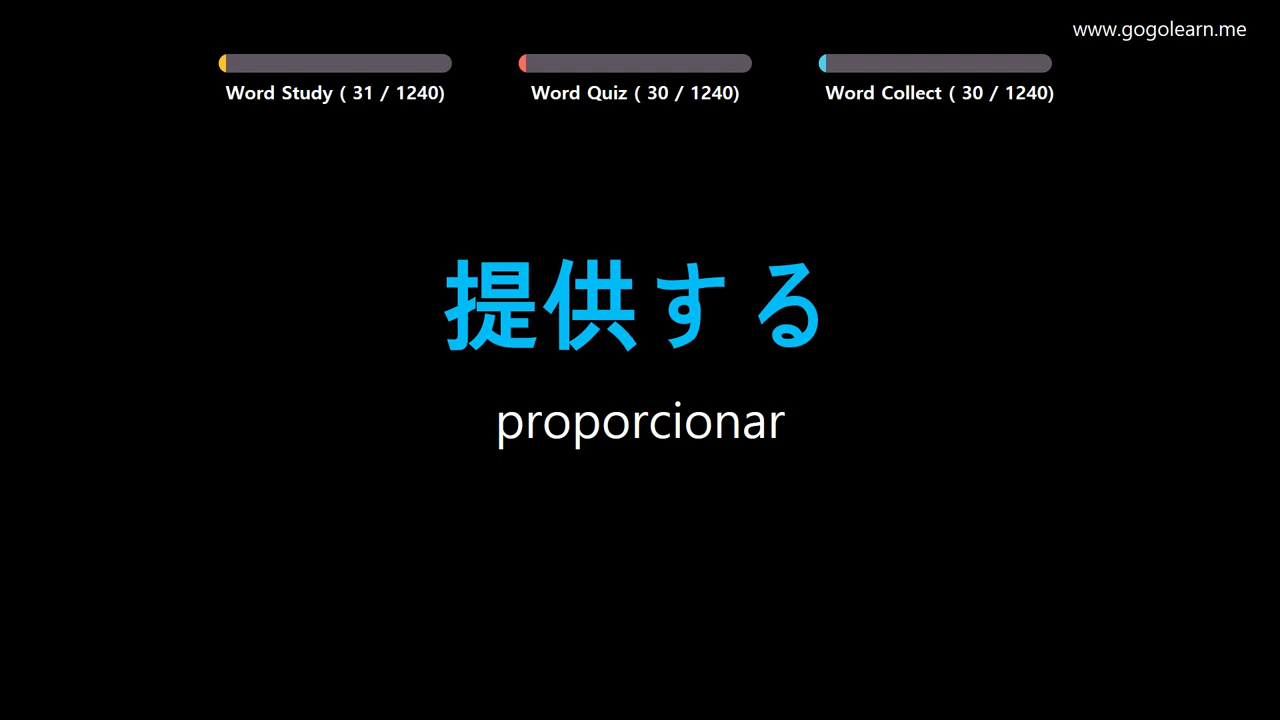 www.gogolearn.me
Word Study ( 31 / 1240)
Word Quiz ( 30 / 1240)
Word Collect ( 30 / 1240)
提供する
proporcionar